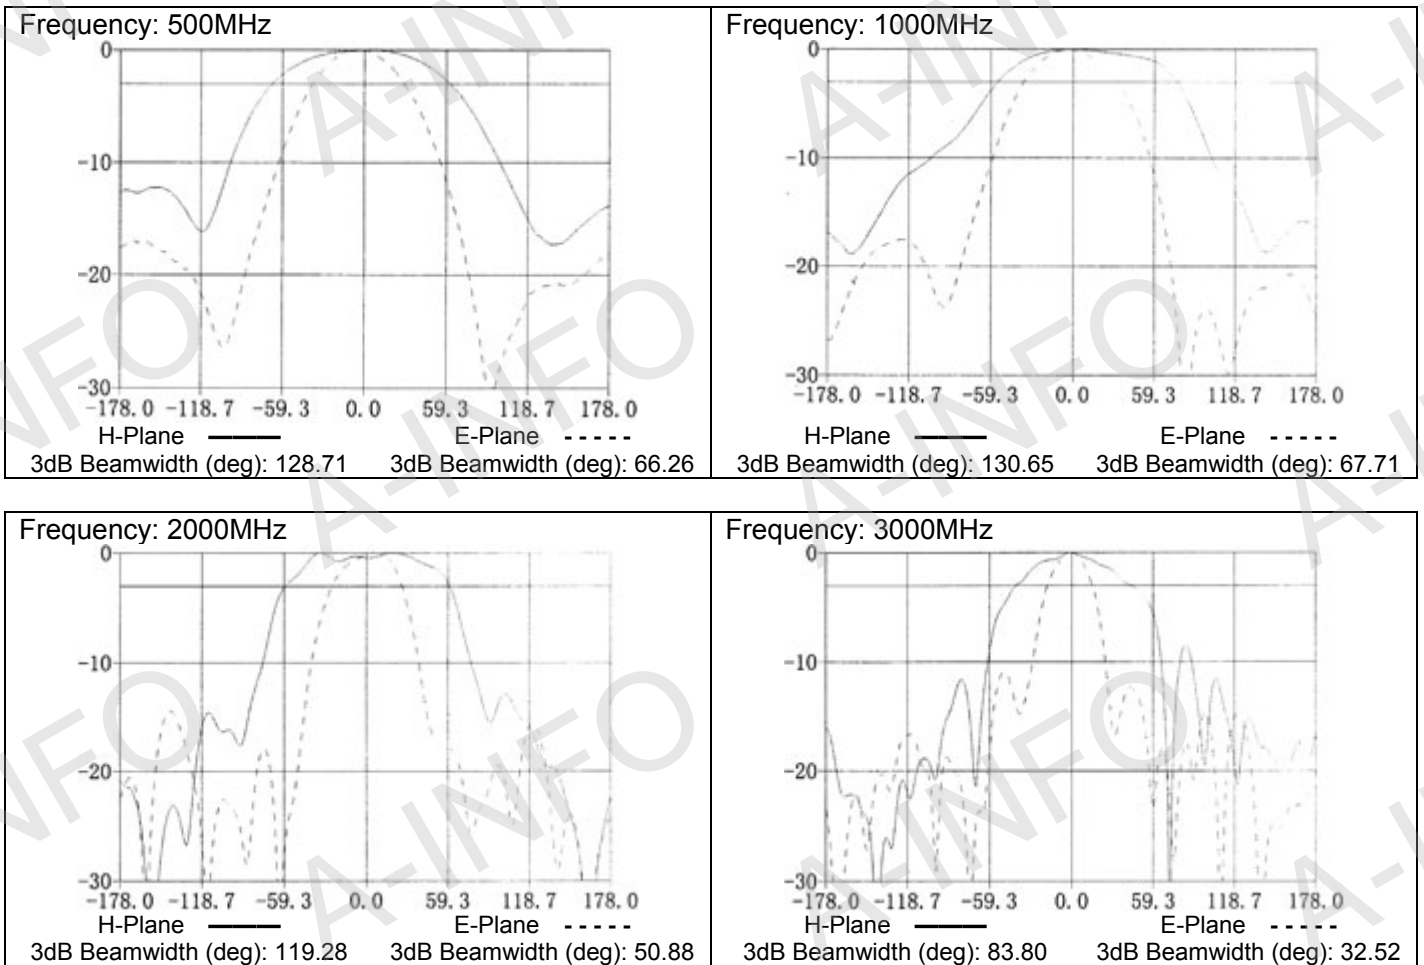 Frequency: 500MHz
0
-10
-20
-30
-178.0 -118.7 -59.3 0.0 59.3 118.7 178.0
H-Plane E-Plane
3dB Beamwidth (deg): 128.71 3dB Beamwidth (deg): 66.26
Frequency: 1000MHz
0
-10
-20
-30
-178.0 -118.7 -59.3 0.0 59.3 118.7 178.0
H-Plane E-Plane
3dB Beamwidth (deg): 130.65 3dB Beamwidth (deg): 67.71
Frequency: 2000MHz
0
-10
-20
-30
-178.0 -118.7 -59.3 0.0 59.3 118.7 178.0
H-Plane E-Plane
3dB Beamwidth (deg): 119.28 3dB Beamwidth (deg): 50.88
Frequency: 3000MHz
0
-10
-20
-30
-178.0 -118.7 -59.3 0.0 59.3 118.7 178.0
H-Plane E-Plane
3dB Beamwidth (deg): 83.80 3dB Beamwidth (deg): 32.52
A-INFO
A-INFO
A-INFO
A-INFO